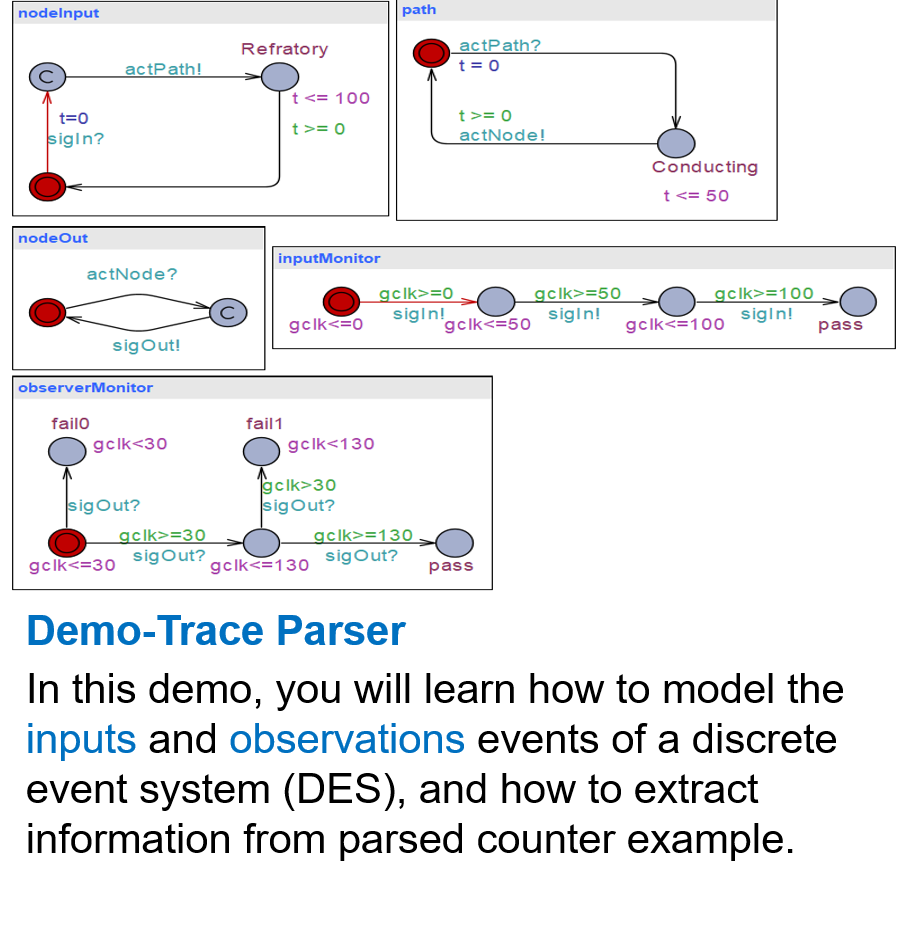 nodeInput
Refratory
C
actPath!
t <= 100
t=0
t >= 0
sigIn?
path
actPath?
t = 0
t >= 0
actNode!
Conducting
t <= 50
nodeOut
actNode?
C
sigOut!
inputMonitor
gclk>=0 gclk>=50 gclk>=100
sigIn! sigIn! sigIn!
gclk<=0 gclk<=50 gclk<=100 pass
observerMonitor
fail0 fail1
gclk<30 gclk<130
gclk>30
sigOut? sigOut?
gclk>=30 gclk>=130
sigOut? sigOut?
gclk<=30 gclk<=130 pass
Demo-Trace Parser
In this demo, you will learn how to model the
inputs and observations events of a discrete
event system (DES), and how to extract
information from parsed counter example.